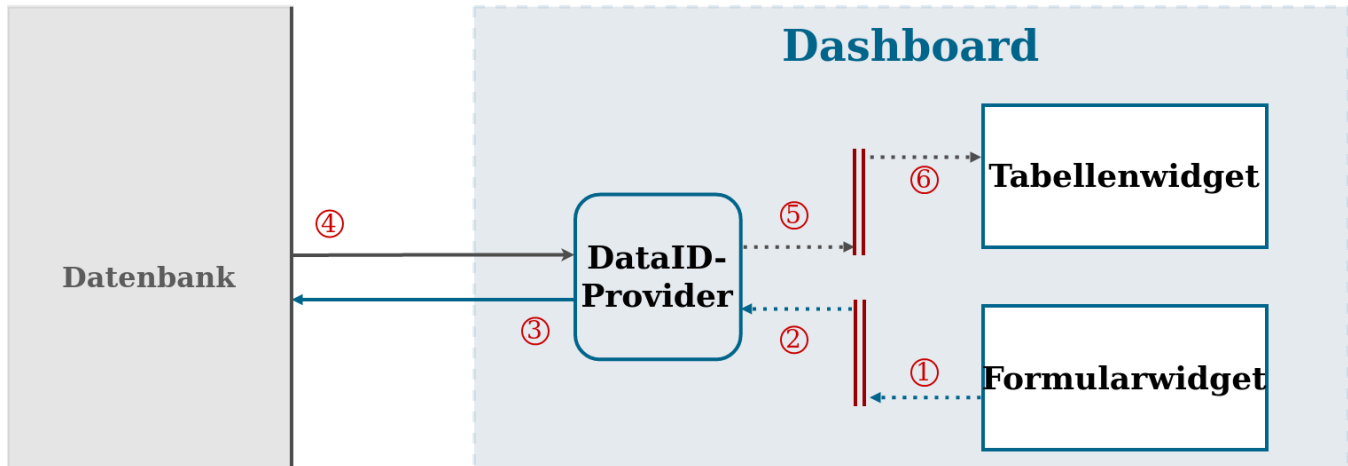 Dashboard
Tabellenwidget
⑥
⑤
④
DataID-
Provider
Datenbank
③
②
①
Formularwidget